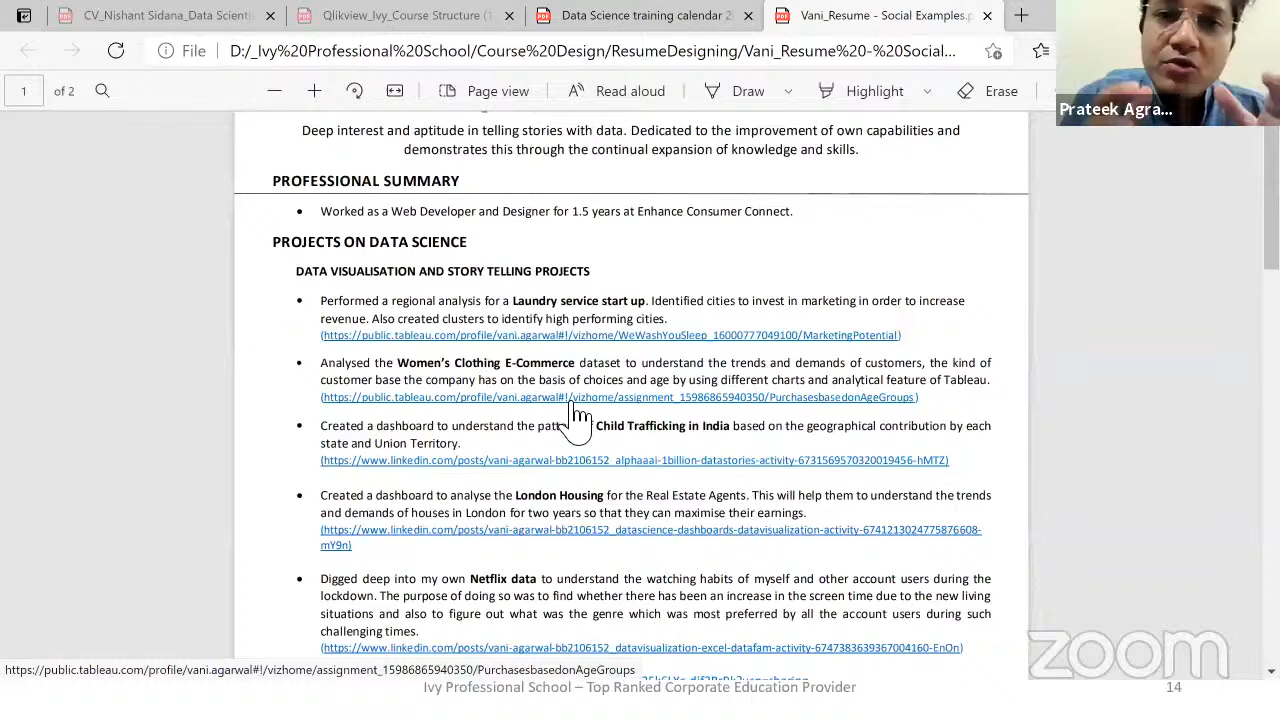 CV_Nishant Sidana_Data Scienti
Qlikview_Ivy_Course Structure (1
Data Science training calendar 2
Vani_Resume - Social Examples.p
File
D:/_Ivy%20Professional%20School/Course%20Design/ResumeDesigning/Vani_Resume%20-%20Social...
1 of 2
Page view
Read aloud
Draw
Highlight
Erase
Prateek Agra...
Deep interest and aptitude in telling stories with data. Dedicated to the improvement of own capabilities and
demonstrates this through the continual expansion of knowledge and skills.
PROFESSIONAL SUMMARY
• Worked as a Web Developer and Designer for 1.5 years at Enhance Consumer Connect.
PROJECTS ON DATA SCIENCE
DATA VISUALISATION AND STORY TELLING PROJECTS
• Performed a regional analysis for a Laundry service start up. Identified cities to invest in marketing in order to increase
revenue. Also created clusters to identify high performing cities.
(https://public.tableau.com/profile/vani.agarwal#!/vizhome/WeWashYouSleep_16000777049100/MarketingPotential)
• Analysed the Women's Clothing E-Commerce dataset to understand the trends and demands of customers, the kind of
customer base the company has on the basis of choices and age by using different charts and analytical feature of Tableau.
(https://public.tableau.com/profile/vani.agarwal#!/vizhome/assignment_15986865940350/PurchasesbasedonAgeGroups)
• Created a dashboard to understand the patt Child Trafficking in India based on the geographical contribution by each
state and Union Territory.
(https://www.linkedin.com/posts/vani-agarwal-bb2106152_alphaaai-1billion-datastories-activity-6731569570320019456-hMTZ)
• Created a dashboard to analyse the London Housing for the Real Estate Agents. This will help them to understand the trends
and demands of houses in London for two years so that they can maximise their earnings.
(https://www.linkedin.com/posts/vani-agarwal-bb2106152_datascience-dashboards-datavisualization-activity-6741213024775876608-
mY9n)
• Digged deep into my own Netflix data to understand the watching habits of myself and other account users during the
lockdown. The purpose of doing so was to find whether there has been an increase in the screen time due to the new living
situations and also to figure out what was the genre which was most preferred by all the account users during such
challenging times.
(https://www.linkedin.com/posts/vani-agarwal-bb2106152_datavisualization-excel-datafam-activity-6747383639367004160-EnOn)
https://public.tableau.com/profile/vani.agarwal#!/vizhome/assignment_15986865940350/PurchasesbasedonAgeGroups
zoom
Ivy Professional School – Top Ranked Corporate Education Provider
14